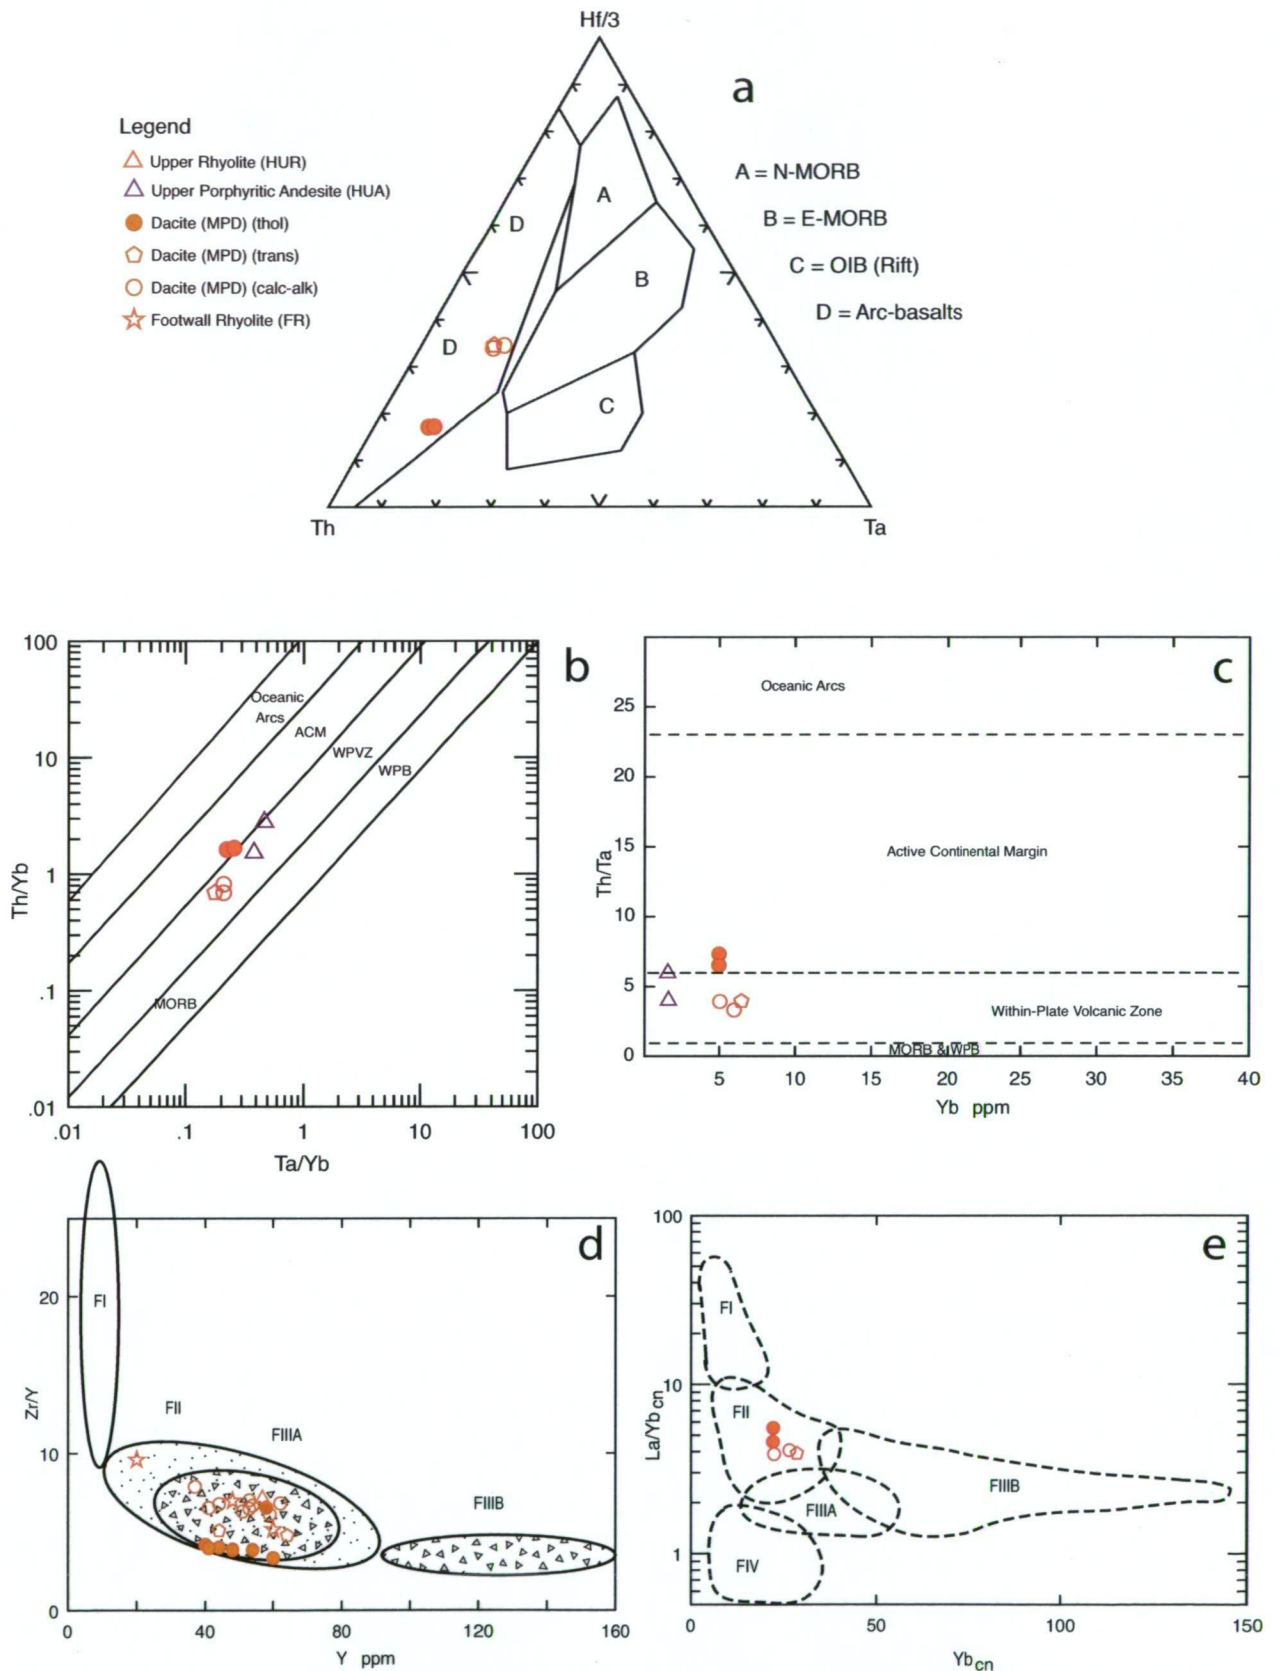 Hf/3
a
Legend
Upper Rhyolite (HUR)
Upper Porphyritic Andesite (HUA)
Dacite (MPD) (thol)
Dacite (MPD) (trans)
Dacite (MPD) (calc-alk)
Footwall Rhyolite (FR)
A
B
C
D
D
A = N-MORB
B = E-MORB
C = OIB (Rift)
D = Arc-basalts
Th
Ta
b
100
10
1
.1
.01
Th/Yb
Oceanic
Arcs
ACM
WPVZ
WPB
MORB
.01
.1
1
10
100
Ta/Yb
c
25
20
15
10
5
0
Th/Ta
Oceanic Arcs
Active Continental Margin
Within-Plate Volcanic Zone
MORB & WPB
5
10
15
20
25
30
35
40
Yb ppm
d
20
10
0
Zr/Y
FI
FII
FIIIA
FIIIB
0
40
80
120
160
Y ppm
e
100
10
1
La/Ybcn
FI
FII
FIIIA
FIIIB
FIV
0
50
100
150
Ybcn